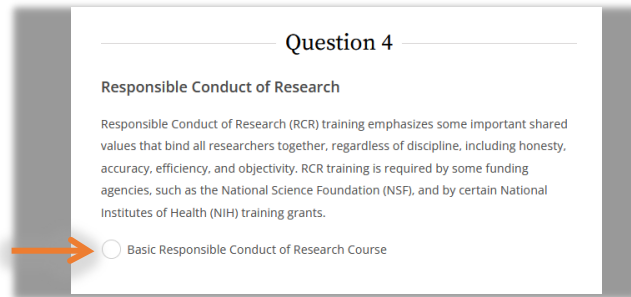 Question 4
Responsible Conduct of Research
Responsible Conduct of Research (RCR) training emphasizes some important shared
values that bind all researchers together, regardless of discipline, including honesty,
accuracy, efficiency, and objectivity. RCR training is required by some funding
agencies, such as the National Science Foundation (NSF), and by certain National
Institutes of Health (NIH) training grants.
Basic Responsible Conduct of Research Course